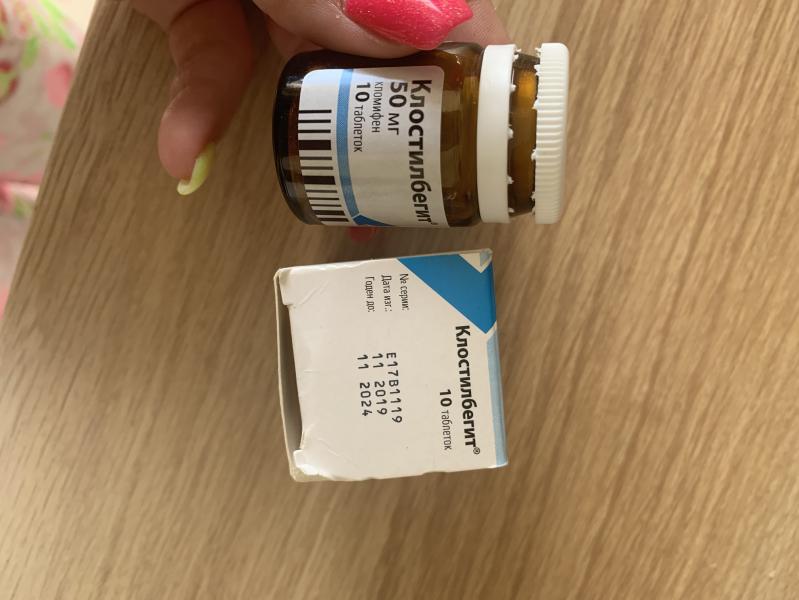 Клостилбегит®
50 мг
кломифен
10 таблеток
Клостилбегит®
10 таблеток
№ серии: E17B1119
Дата изг.: 11 2019
Годен до: 11 2024